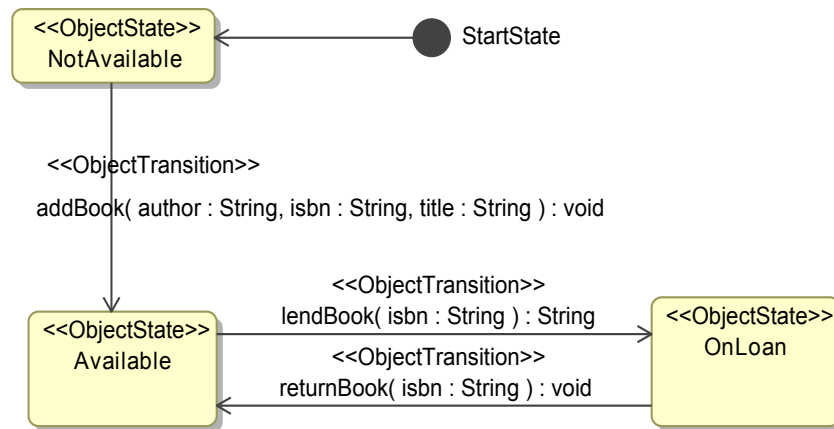 <<ObjectState>>
NotAvailable
StartState
<<ObjectTransition>>
addBook( author : String, isbn : String, title : String ) : void
<<ObjectState>>
Available
<<ObjectTransition>>
lendBook( isbn : String ) : String
<<ObjectTransition>>
returnBook( isbn : String ) : void
<<ObjectState>>
OnLoan